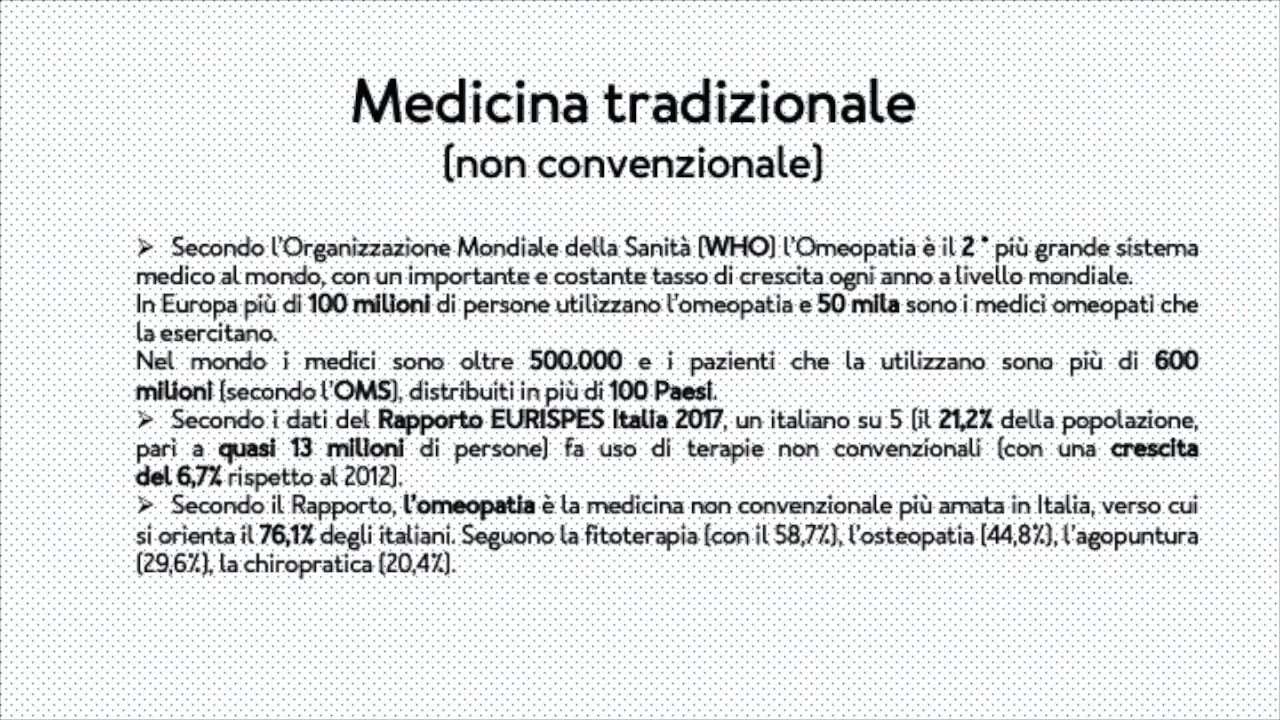 Medicina tradizionale
(non convenzionale)
➢ Secondo l'Organizzazione Mondiale della Sanità (WHO) l'Omeopatia è il 2° più grande sistema
medico al mondo, con un importante e costante tasso di crescita ogni anno a livello mondiale.
In Europa più di 100 milioni di persone utilizzano l'omeopatia e 50 mila sono i medici omeopati che
la esercitano.
Nel mondo i medici sono oltre 500.000 e i pazienti che la utilizzano sono più di 600
milioni (secondo l'OMS), distribuiti in più di 100 Paesi.
➢ Secondo i dati del Rapporto EURISPES Italia 2017, un italiano su 5 (il 21,2% della popolazione,
pari a quasi 13 milioni di persone) fa uso di terapie non convenzionali (con una crescita
del 6,7% rispetto al 2012).
➢ Secondo il Rapporto, l'omeopatia è la medicina non convenzionale più amata in Italia, verso cui
si orienta il 76,1% degli italiani. Seguono la fitoterapia (con il 58,7%), l'osteopatia (44,8%), l'agopuntura
(29,6%), la chiropratica (20,4%).